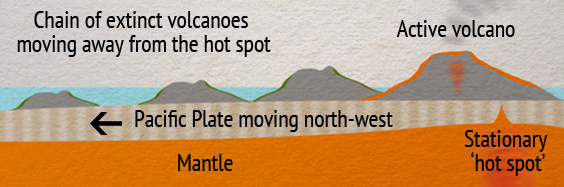 Chain of extinct volcanoes
moving away from the hot spot
Active volcano
Pacific Plate moving north-west
Stationary
‘hot spot’
Mantle